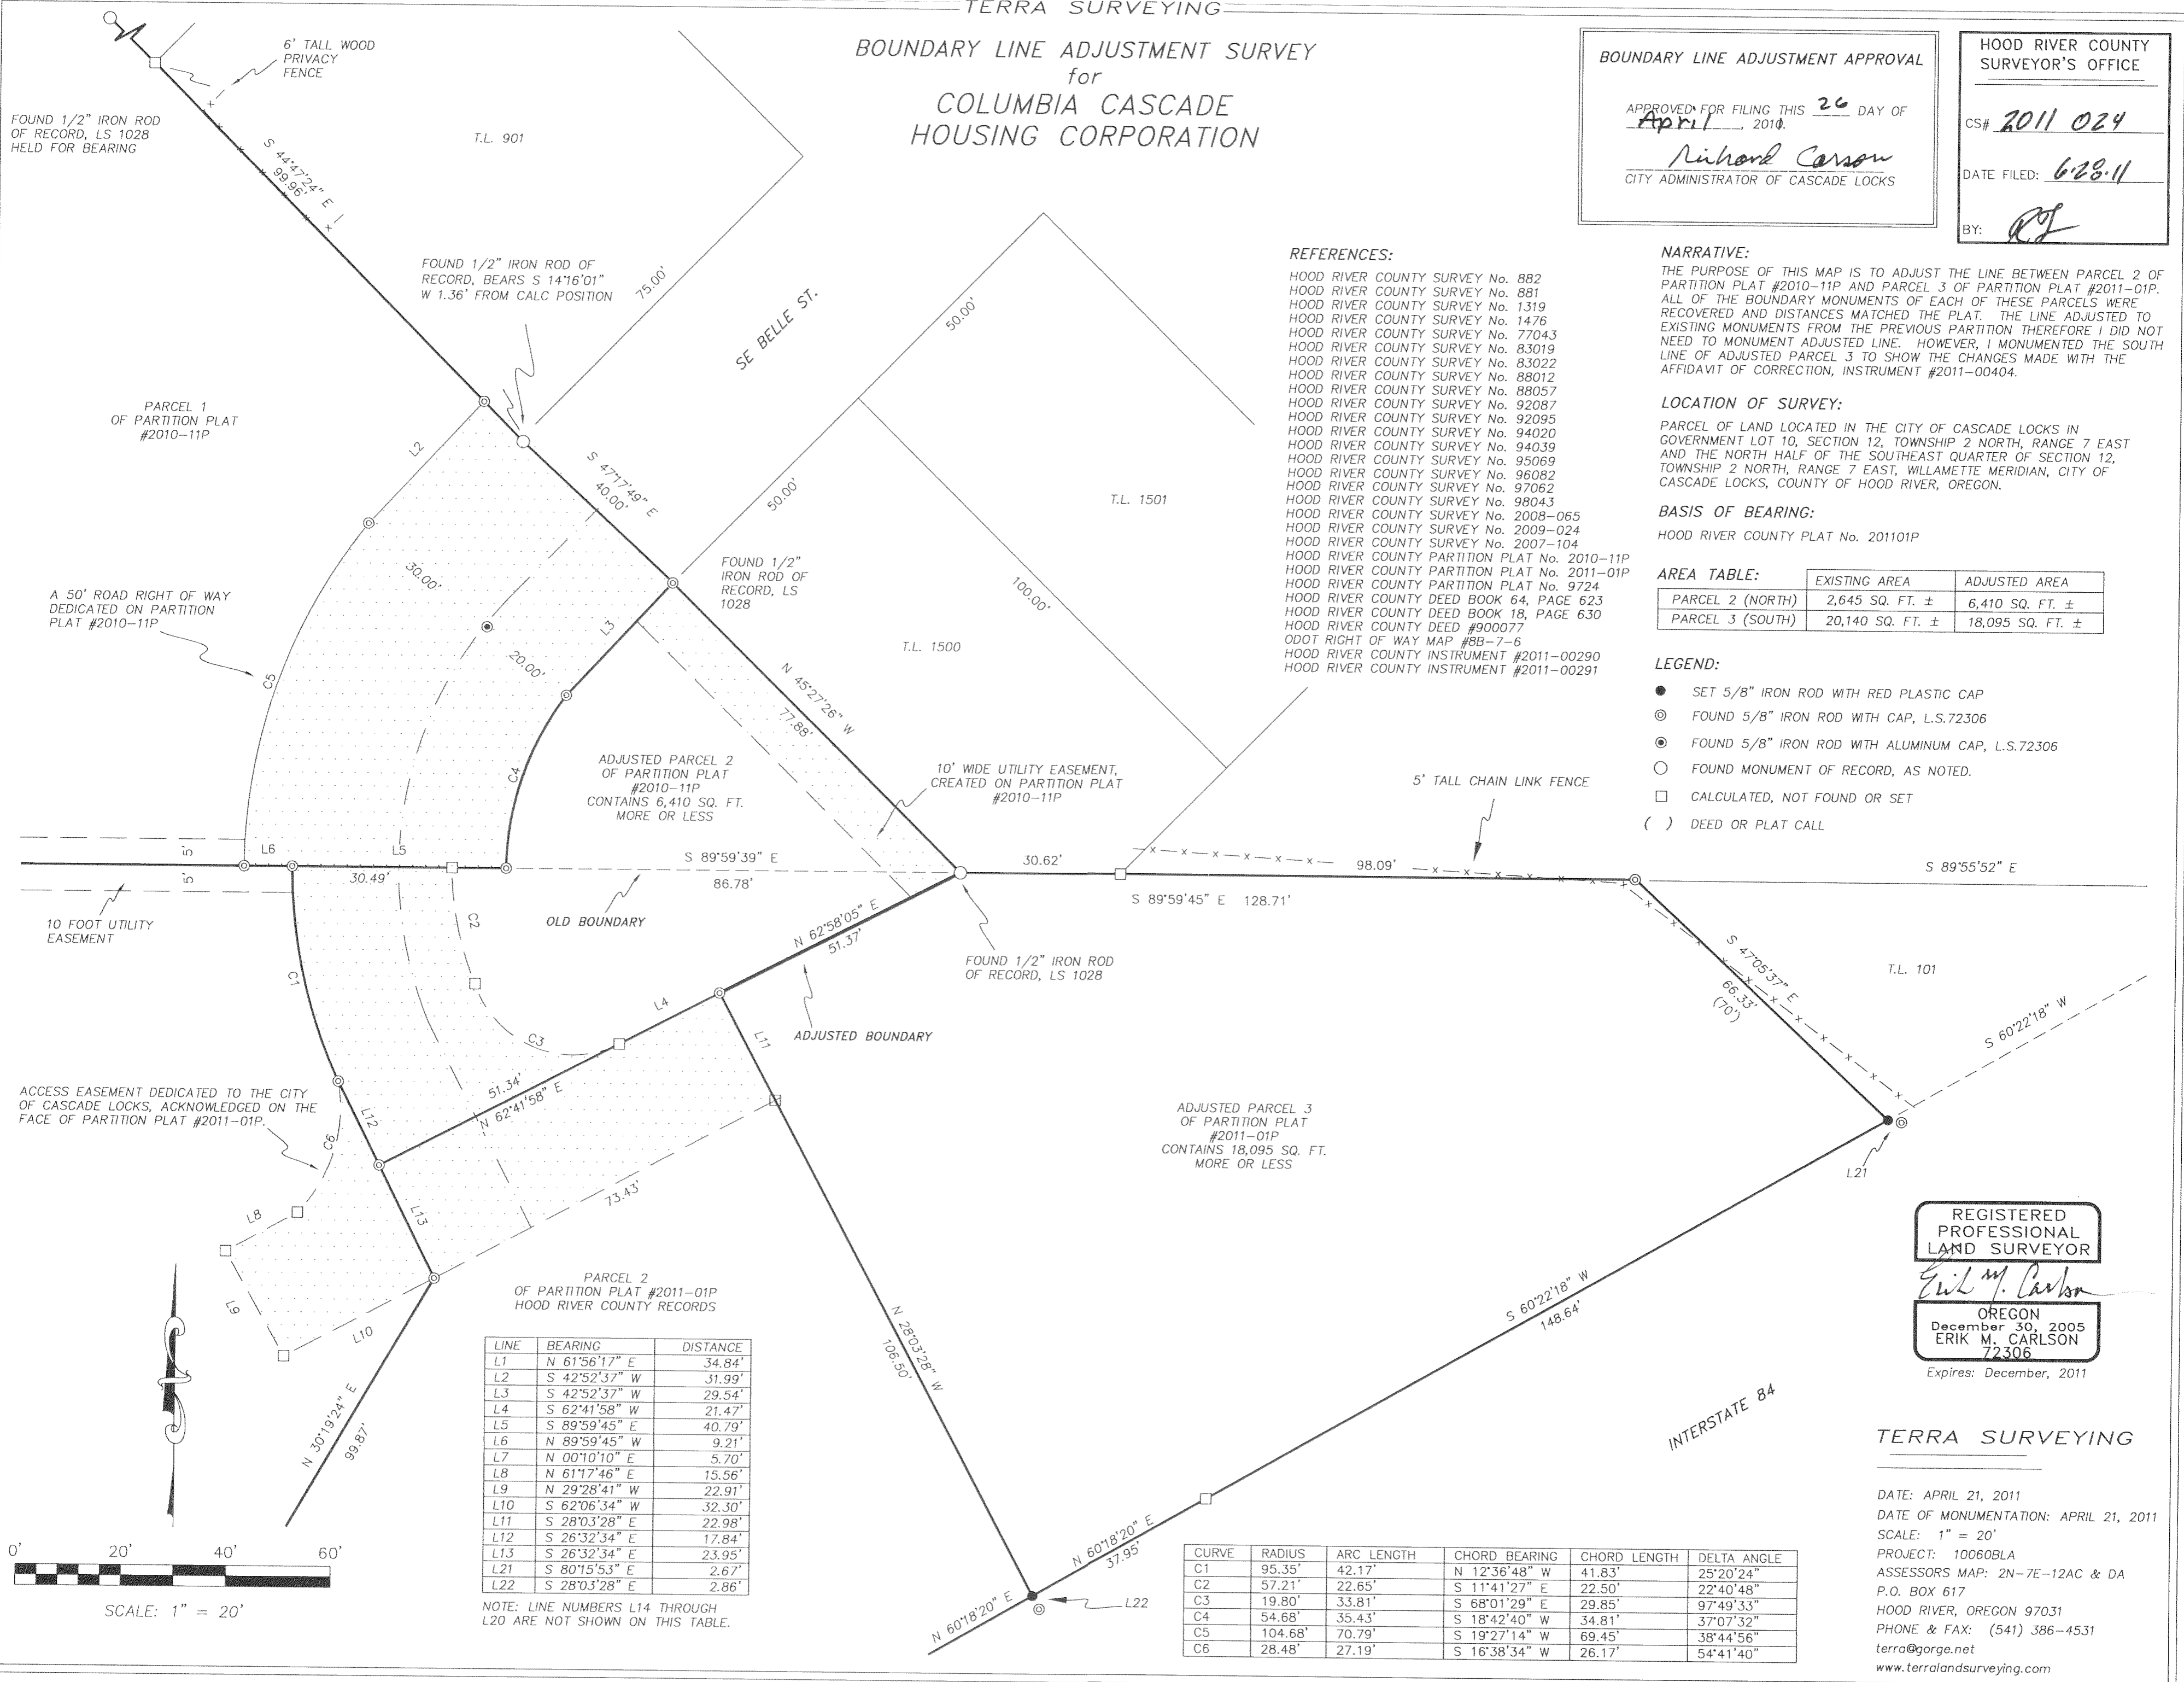 TERRA SURVEYING
BOUNDARY LINE ADJUSTMENT SURVEY
for
COLUMBIA CASCADE
HOUSING CORPORATION
BOUNDARY LINE ADJUSTMENT APPROVAL
APPROVED FOR FILING THIS 26 DAY OF
April, 2011.
Richard Carson
CITY ADMINISTRATOR OF CASCADE LOCKS
HOOD RIVER COUNTY
SURVEYOR'S OFFICE
CS# 2011 024
DATE FILED: 6·28·11
BY:
6' TALL WOOD
PRIVACY
FENCE
FOUND 1/2" IRON ROD
OF RECORD, LS 1028
HELD FOR BEARING
S 44°47'24" E
99.96'
T.L. 901
FOUND 1/2" IRON ROD OF
RECORD, BEARS S 14°16'01"
W 1.36' FROM CALC POSITION
75.00'
SE BELLE ST.
50.00'
50.00'
PARCEL 1
OF PARTITION PLAT
#2010-11P
L2
S 47°17'49" E
40.00'
T.L. 1501
FOUND 1/2"
IRON ROD OF
RECORD, LS
1028
30.00'
100.00'
A 50' ROAD RIGHT OF WAY
DEDICATED ON PARTITION
PLAT #2010-11P
L3
20.00'
T.L. 1500
C5
N 45°27'26" W
77.88'
C4
ADJUSTED PARCEL 2
OF PARTITION PLAT
#2010-11P
CONTAINS 6,410 SQ. FT.
MORE OR LESS
10' WIDE UTILITY EASEMENT,
CREATED ON PARTITION PLAT
#2010-11P
REFERENCES:
HOOD RIVER COUNTY SURVEY No. 882
HOOD RIVER COUNTY SURVEY No. 881
HOOD RIVER COUNTY SURVEY No. 1319
HOOD RIVER COUNTY SURVEY No. 1476
HOOD RIVER COUNTY SURVEY No. 77043
HOOD RIVER COUNTY SURVEY No. 83019
HOOD RIVER COUNTY SURVEY No. 83022
HOOD RIVER COUNTY SURVEY No. 88012
HOOD RIVER COUNTY SURVEY No. 88057
HOOD RIVER COUNTY SURVEY No. 92087
HOOD RIVER COUNTY SURVEY No. 92095
HOOD RIVER COUNTY SURVEY No. 94020
HOOD RIVER COUNTY SURVEY No. 94039
HOOD RIVER COUNTY SURVEY No. 95069
HOOD RIVER COUNTY SURVEY No. 96082
HOOD RIVER COUNTY SURVEY No. 97062
HOOD RIVER COUNTY SURVEY No. 98043
HOOD RIVER COUNTY SURVEY No. 2008-065
HOOD RIVER COUNTY SURVEY No. 2009-024
HOOD RIVER COUNTY SURVEY No. 2007-104
HOOD RIVER COUNTY PARTITION PLAT No. 2010-11P
HOOD RIVER COUNTY PARTITION PLAT No. 2011-01P
HOOD RIVER COUNTY PARTITION PLAT No. 9724
HOOD RIVER COUNTY DEED BOOK 64, PAGE 623
HOOD RIVER COUNTY DEED BOOK 18, PAGE 630
HOOD RIVER COUNTY DEED #900077
ODOT RIGHT OF WAY MAP #8B-7-6
HOOD RIVER COUNTY INSTRUMENT #2011-00290
HOOD RIVER COUNTY INSTRUMENT #2011-00291
NARRATIVE:
THE PURPOSE OF THIS MAP IS TO ADJUST THE LINE BETWEEN PARCEL 2 OF
PARTITION PLAT #2010-11P AND PARCEL 3 OF PARTITION PLAT #2011-01P.
ALL OF THE BOUNDARY MONUMENTS OF EACH OF THESE PARCELS WERE
RECOVERED AND DISTANCES MATCHED THE PLAT. THE LINE ADJUSTED TO
EXISTING MONUMENTS FROM THE PREVIOUS PARTITION THEREFORE I DID NOT
NEED TO MONUMENT ADJUSTED LINE. HOWEVER, I MONUMENTED THE SOUTH
LINE OF ADJUSTED PARCEL 3 TO SHOW THE CHANGES MADE WITH THE
AFFIDAVIT OF CORRECTION, INSTRUMENT #2011-00404.
LOCATION OF SURVEY:
PARCEL OF LAND LOCATED IN THE CITY OF CASCADE LOCKS IN
GOVERNMENT LOT 10, SECTION 12, TOWNSHIP 2 NORTH, RANGE 7 EAST
AND THE NORTH HALF OF THE SOUTHEAST QUARTER OF SECTION 12,
TOWNSHIP 2 NORTH, RANGE 7 EAST, WILLAMETTE MERIDIAN, CITY OF
CASCADE LOCKS, COUNTY OF HOOD RIVER, OREGON.
BASIS OF BEARING:
HOOD RIVER COUNTY PLAT No. 201101P
AREA TABLE: EXISTING AREA ADJUSTED AREA
PARCEL 2 (NORTH) 2,645 SQ. FT. ± 6,410 SQ. FT. ±
PARCEL 3 (SOUTH) 20,140 SQ. FT. ± 18,095 SQ. FT. ±
LEGEND:
SET 5/8" IRON ROD WITH RED PLASTIC CAP
FOUND 5/8" IRON ROD WITH CAP, L.S.72306
FOUND 5/8" IRON ROD WITH ALUMINUM CAP, L.S.72306
FOUND MONUMENT OF RECORD, AS NOTED.
CALCULATED, NOT FOUND OR SET
( ) DEED OR PLAT CALL
5' TALL CHAIN LINK FENCE
5'
L6
L5
S 89°59'39" E
30.62'
98.09'
S 89°55'52" E
5'
30.49'
86.78'
S 89°59'45" E 128.71'
10 FOOT UTILITY
EASEMENT
C2
OLD BOUNDARY
N 62°58'05" E
51.37'
FOUND 1/2" IRON ROD
OF RECORD, LS 1028
S 47°05'37" E
66.33'
(70')
T.L. 101
S 60°22'18" W
C1
L4
C3
L11
ADJUSTED BOUNDARY
ACCESS EASEMENT DEDICATED TO THE CITY
OF CASCADE LOCKS, ACKNOWLEDGED ON THE
FACE OF PARTITION PLAT #2011-01P.
51.34'
N 62°41'58" E
L12
C6
ADJUSTED PARCEL 3
OF PARTITION PLAT
#2011-01P
CONTAINS 18,095 SQ. FT.
MORE OR LESS
L21
73.43'
L8
L13
L9
L10
PARCEL 2
OF PARTITION PLAT #2011-01P
HOOD RIVER COUNTY RECORDS
N 28°03'28" W
106.50'
S 60°22'18" W
148.64'
N 30°19'24" E
99.87'
INTERSTATE 84
LINE BEARING DISTANCE
L1 N 61°56'17" E 34.84'
L2 S 42°52'37" W 31.99'
L3 S 42°52'37" W 29.54'
L4 S 62°41'58" W 21.47'
L5 S 89°59'45" E 40.79'
L6 N 89°59'45" W 9.21'
L7 N 00°10'10" E 5.70'
L8 N 61°17'46" E 15.56'
L9 N 29°28'41" W 22.91'
L10 S 62°06'34" W 32.30'
L11 S 28°03'28" E 22.98'
L12 S 26°32'34" E 17.84'
L13 S 26°32'34" E 23.95'
L21 S 80°15'53" E 2.67'
L22 S 28°03'28" E 2.86'
NOTE: LINE NUMBERS L14 THROUGH
L20 ARE NOT SHOWN ON THIS TABLE.
0' 20' 40' 60'
SCALE: 1" = 20'
N 60°18'20" E
37.95'
N 60°18'20" E
L22
CURVE RADIUS ARC LENGTH CHORD BEARING CHORD LENGTH DELTA ANGLE
C1 95.35' 42.17' N 12°36'48" W 41.83' 25°20'24"
C2 57.21' 22.65' S 11°41'27" E 22.50' 22°40'48"
C3 19.80' 33.81' S 68°01'29" E 29.85' 97°49'33"
C4 54.68' 35.43' S 18°42'40" W 34.81' 37°07'32"
C5 104.68' 70.79' S 19°27'14" W 69.45' 38°44'56"
C6 28.48' 27.19' S 16°38'34" W 26.17' 54°41'40"
REGISTERED
PROFESSIONAL
LAND SURVEYOR
Erik M. Carlson
OREGON
December 30, 2005
ERIK M. CARLSON
72306
Expires: December, 2011
TERRA SURVEYING
DATE: APRIL 21, 2011
DATE OF MONUMENTATION: APRIL 21, 2011
SCALE: 1" = 20'
PROJECT: 10060BLA
ASSESSORS MAP: 2N-7E-12AC & DA
P.O. BOX 617
HOOD RIVER, OREGON 97031
PHONE & FAX: (541) 386-4531
terra@gorge.net
www.terralandsurveying.com